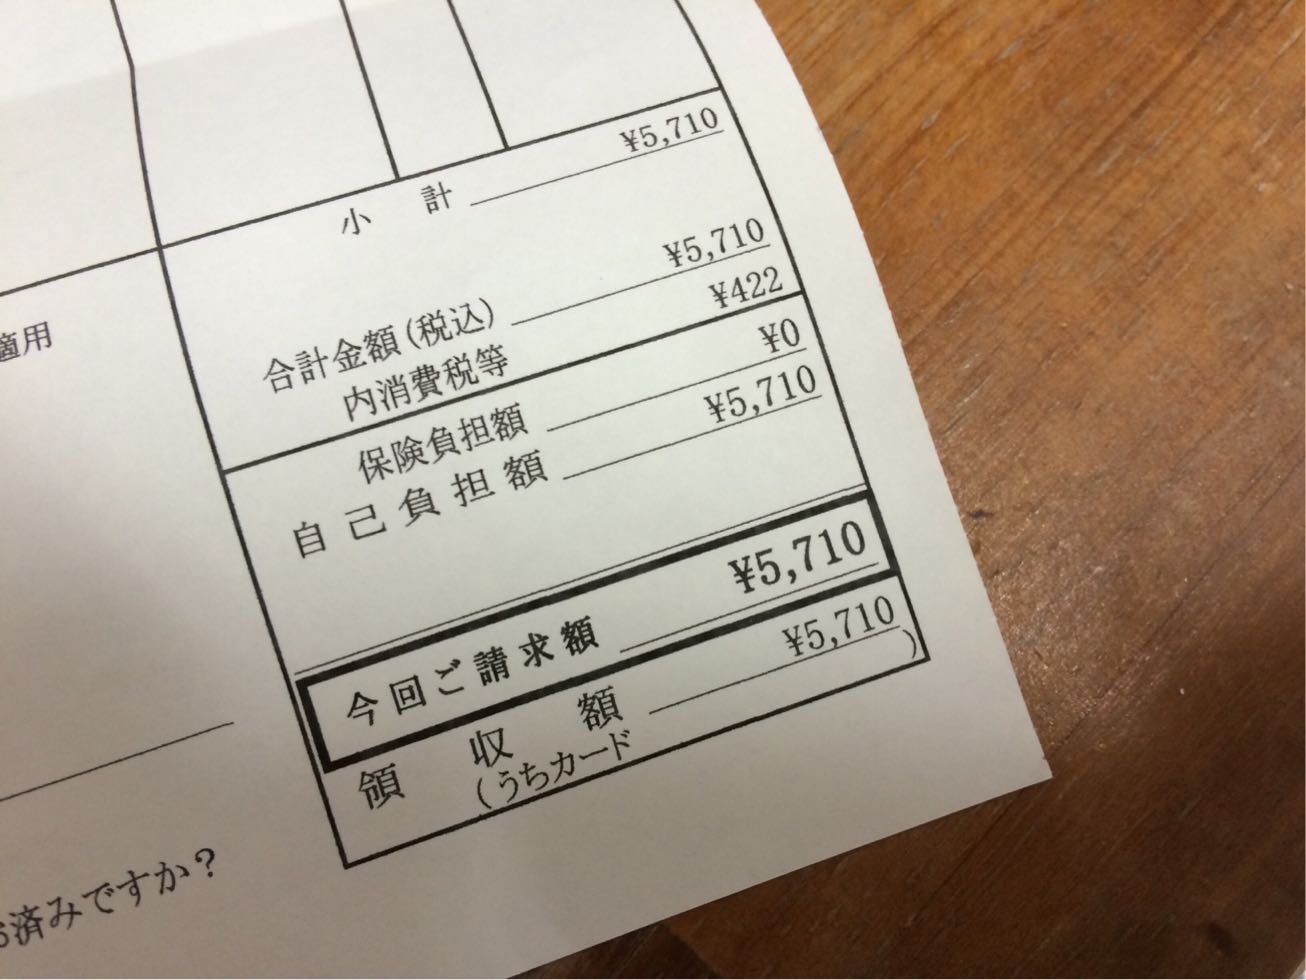 小計 ¥5,710
合計金額(税込) ¥5,710
内消費税等 ¥422
保険負担額 ¥0
自己負担額 ¥5,710
今回ご請求額 ¥5,710
領収額 ¥5,710
(うちカード )
適用
済みですか?